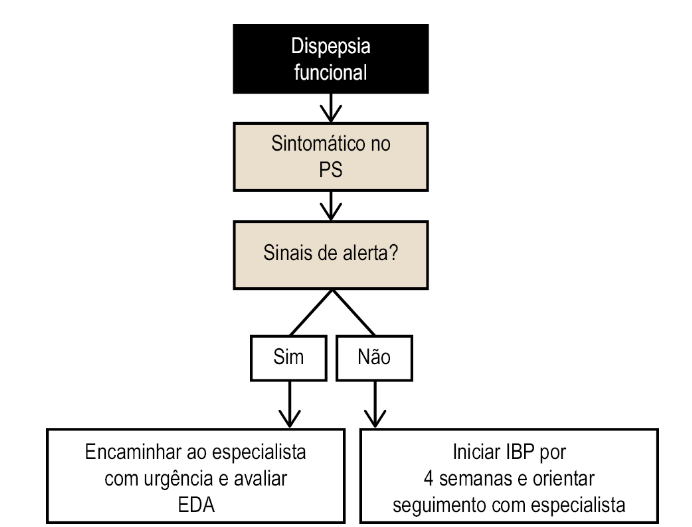 Dispepsia
funcional
Sintomático no
PS
Sinais de alerta?
Sim
Não
Encaminhar ao especialista
com urgência e avaliar
EDA
Iniciar IBP por
4 semanas e orientar
seguimento com especialista